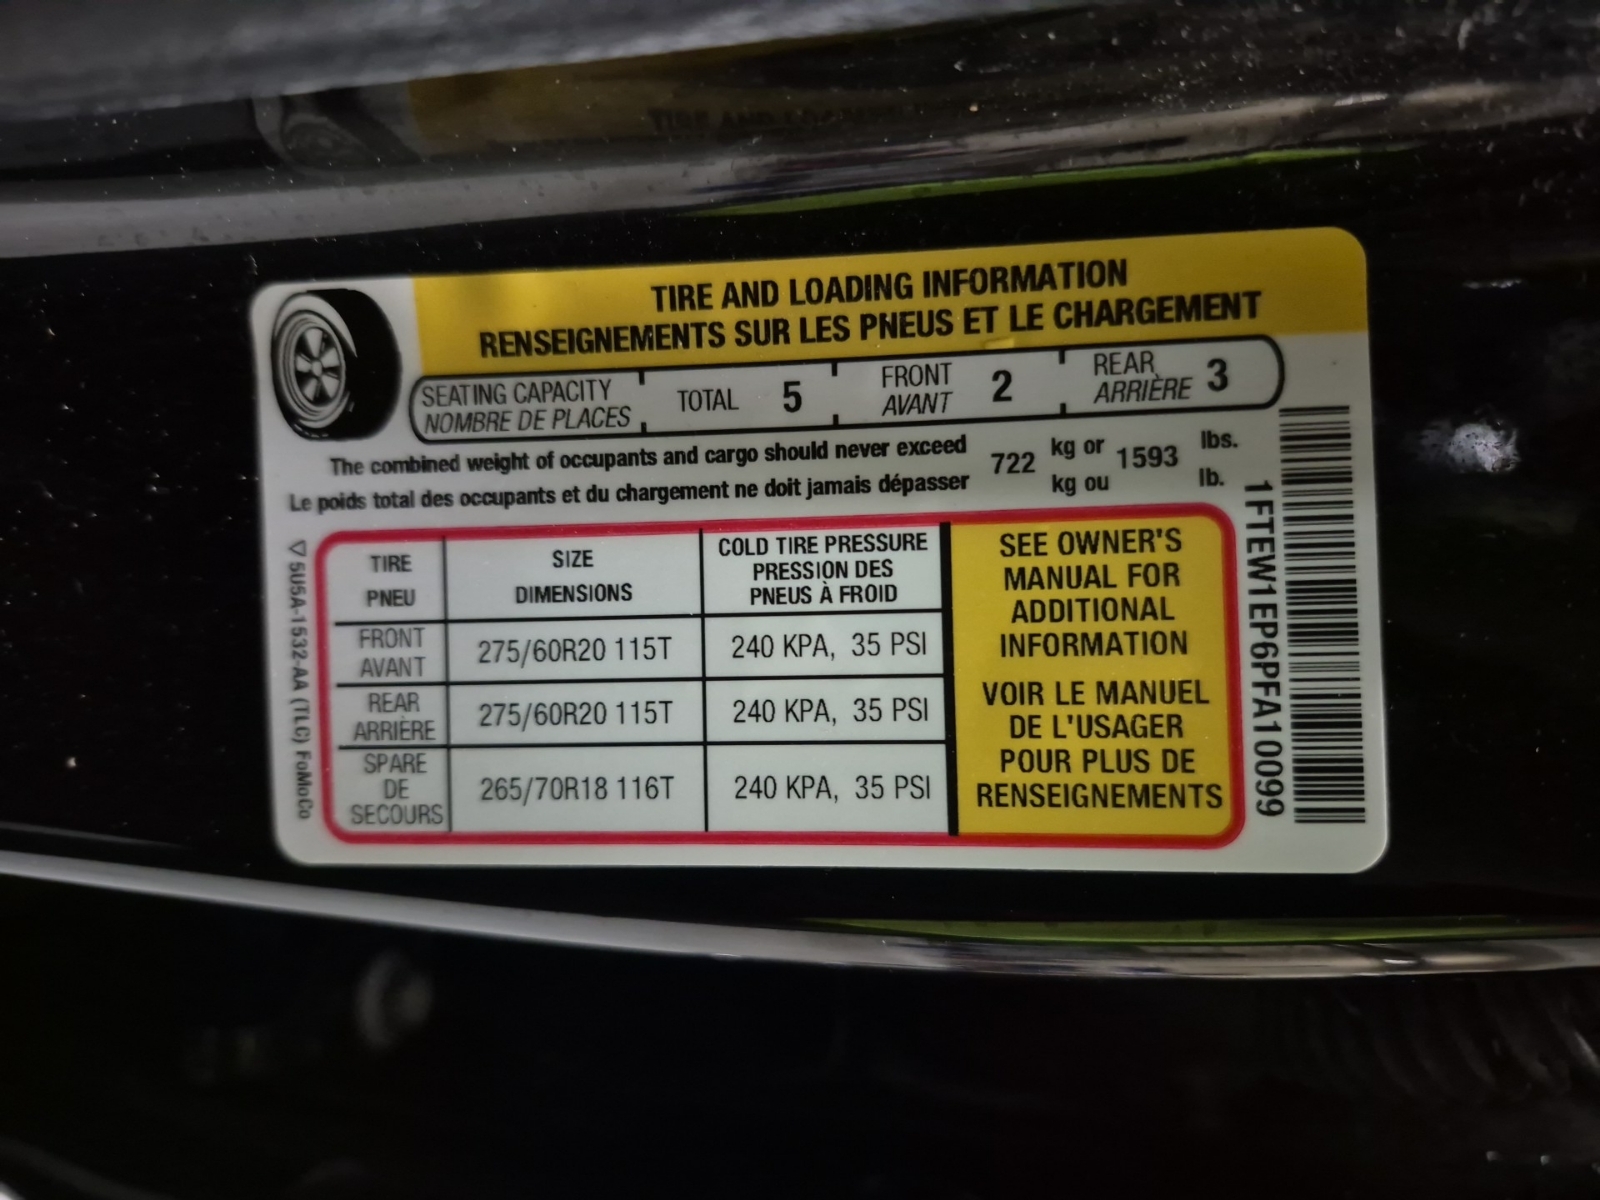 TIRE AND LOADING INFORMATION
RENSEIGNEMENTS SUR LES PNEUS ET LE CHARGEMENT
SEATING CAPACITY TOTAL 5 FRONT 2 REAR 3
NOMBRE DE PLACES AVANT ARRIÈRE
The combined weight of occupants and cargo should never exceed 722 kg or 1593 lbs.
Le poids total des occupants et du chargement ne doit jamais dépasser kg ou lb.
TIRE SIZE COLD TIRE PRESSURE
PNEU DIMENSIONS PRESSION DES
PNEUS À FROID
FRONT
AVANT
275/60R20 115T 240 KPA, 35 PSI
REAR
ARRIÈRE
275/60R20 115T 240 KPA, 35 PSI
SPARE
DE
SECOURS
265/70R18 116T 240 KPA, 35 PSI
SEE OWNER'S
MANUAL FOR
ADDITIONAL
INFORMATION
VOIR LE MANUEL
DE L'USAGER
POUR PLUS DE
RENSEIGNEMENTS
1FTEW1EP6PFA10099
5U5A-1532-AA (TLC) FoMoCo